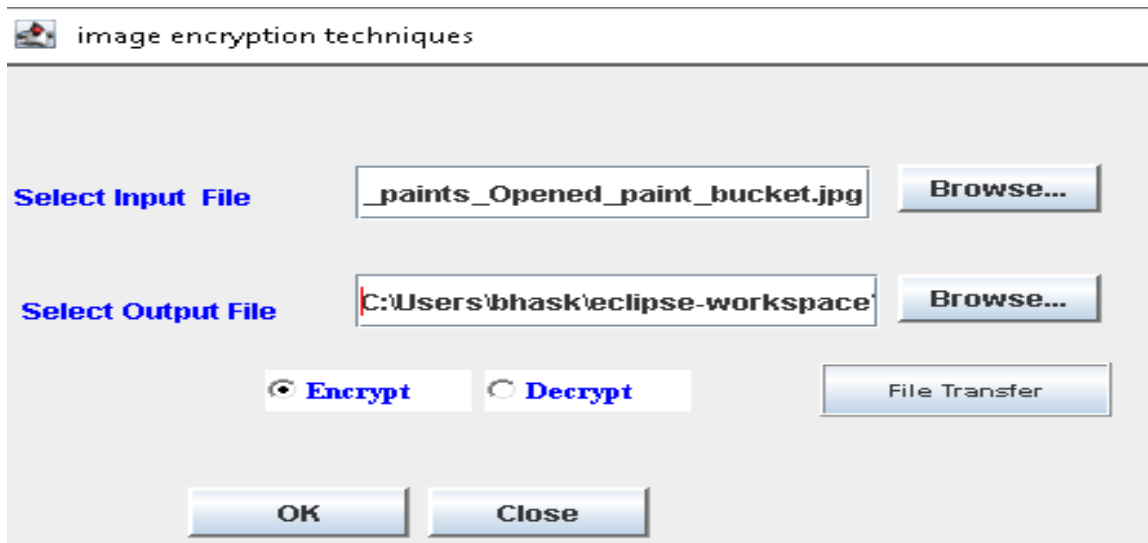 image encryption techniques
Select Input File
_paints_Opened_paint_bucket.jpg
Browse...
Select Output File
C:\Users\bhask\eclipse-workspace\
Browse...
Encrypt
Decrypt
File Transfer
OK
Close